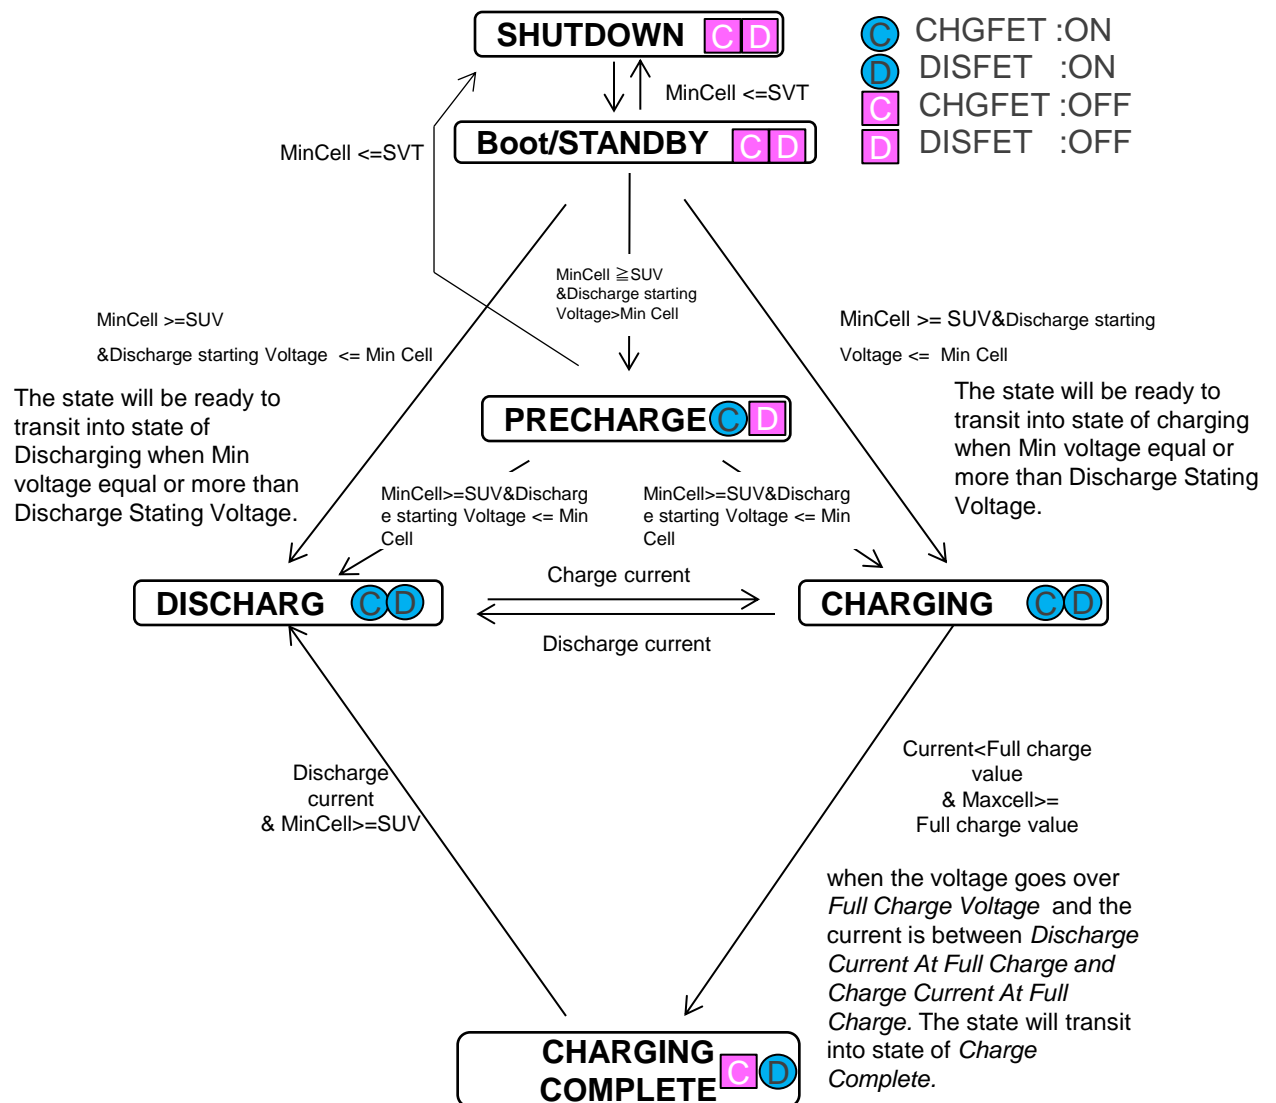 SHUTDOWN C D
C CHGFET :ON
D DISFET :ON
C CHGFET :OFF
D DISFET :OFF
MinCell <=SVT
Boot/STANDBY C D
MinCell <=SVT
MinCell ≧SUV
&Discharge starting
Voltage>Min Cell
MinCell >=SUV
&Discharge starting Voltage <= Min Cell
MinCell >= SUV&Discharge starting
Voltage <= Min Cell
The state will be ready to
transit into state of
Discharging when Min
voltage equal or more than
Discharge Stating Voltage.
The state will be ready to
transit into state of charging
when Min voltage equal or
more than Discharge Stating
Voltage.
PRECHARGE C D
MinCell>=SUV&Discharg
e starting Voltage <= Min
Cell
MinCell>=SUV&Discharg
e starting Voltage <= Min
Cell
DISCHARG C D
Charge current
Discharge current
CHARGING C D
Discharge
current
& MinCell>=SUV
Current<Full charge
value
& Maxcell>=
Full charge value
when the voltage goes over
Full Charge Voltage and the
current is between Discharge
Current At Full Charge and
Charge Current At Full
Charge. The state will transit
into state of Charge
Complete.
CHARGING
COMPLETE C D